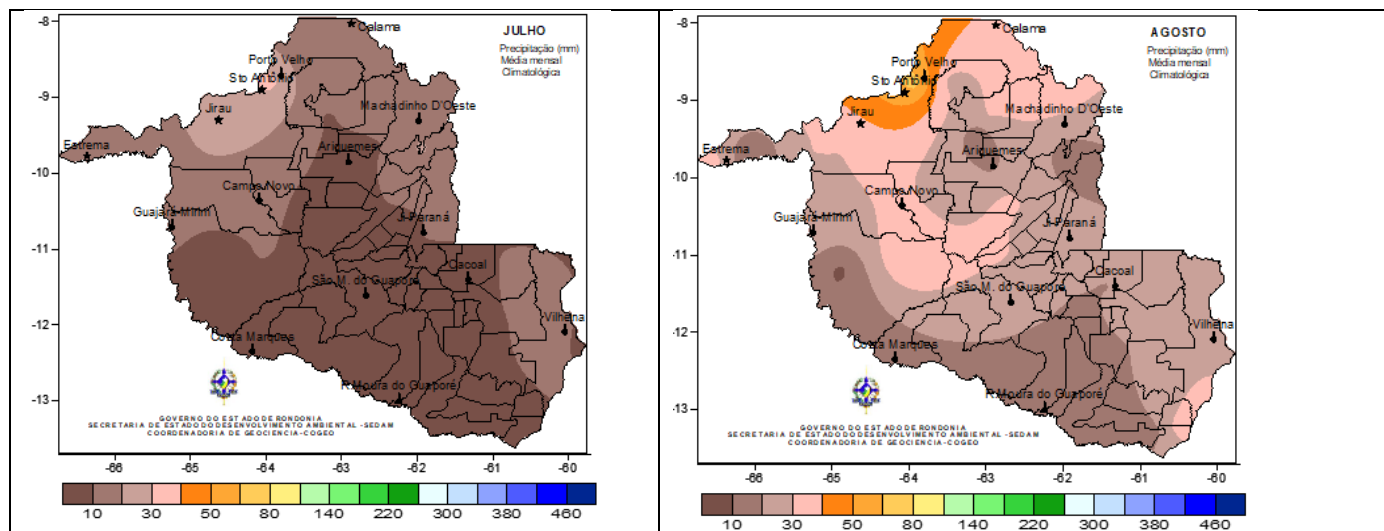 JULHO
Precipitação (mm)
Média mensal
Climatológica
-8
-9
-10
-11
-12
-13
Calama
Porto Velho
Sto Antônio
Jirau
Machadinho D'Oeste
Estrema
Ariquemes
Campo Novo
Guajará-Mirim
Ji-Paraná
Cacoal
São M. do Guaporé
Vilhena
Costa Marques
R.Moura do Guaporé
GOVERNO DO ESTADO DE RONDONIA
SECRETARIA DE ESTADO DO DESENVOLVIMENTO AMBIENTAL -SEDAM
COORDENADORIA DE GEOCIENCIA-COGEO
-66 -65 -64 -63 -62 -61 -60
10 30 50 80 140 220 300 380 460
AGOSTO
Precipitação (mm)
Média mensal
Climatológica
-8
-9
-10
-11
-12
-13
Calama
Porto Velho
Sto Antônio
Jirau
Machadinho D'Oeste
Estrema
Ariquemes
Campo Novo
Guajará-Mirim
Ji-Paraná
Cacoal
São M. do Guaporé
Vilhena
Costa Marques
R.Moura do Guaporé
GOVERNO DO ESTADO DE RONDONIA
SECRETARIA DE ESTADO DO DESENVOLVIMENTO AMBIENTAL -SEDAM
COORDENADORIA DE GEOCIENCIA-COGEO
-66 -65 -64 -63 -62 -61 -60
10 30 50 80 140 220 300 380 460